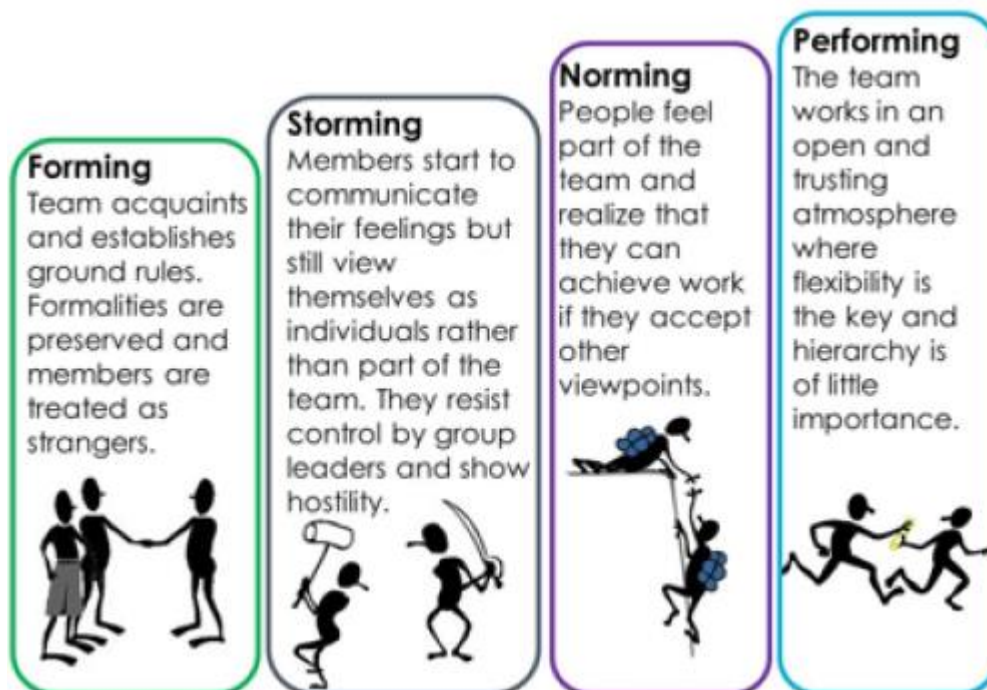 Forming
Team acquaints
and establishes
ground rules.
Formalities are
preserved and
members are
treated as
strangers.
Storming
Members start to
communicate
their feelings but
still view
themselves as
individuals rather
than part of the
team. They resist
control by group
leaders and show
hostility.
Norming
People feel
part of the
team and
realize that
they can
achieve work
if they accept
other
viewpoints.
Performing
The team
works in an
open and
trusting
atmosphere
where
flexibility is
the key and
hierarchy is
of little
importance.